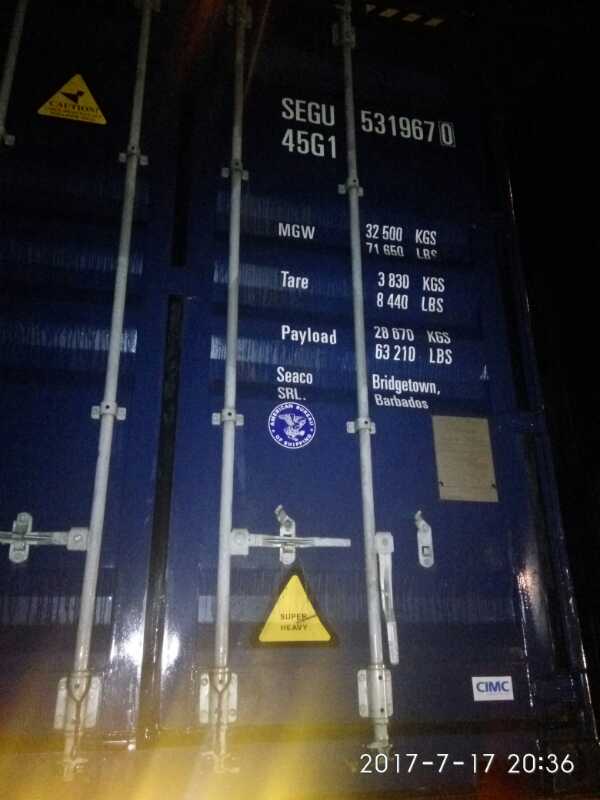 CAUTION!
SEGU 531967 0
45G1
MGW 32 500 KGS
71 650 LBS
Tare 3 830 KGS
8 440 LBS
Payload 28 670 KGS
63 210 LBS
Seaco Bridgetown,
SRL. Barbados
AMERICAN BUREAU
OF SHIPPING
SUPER
HEAVY
CIMC
2017-7-17 20:36